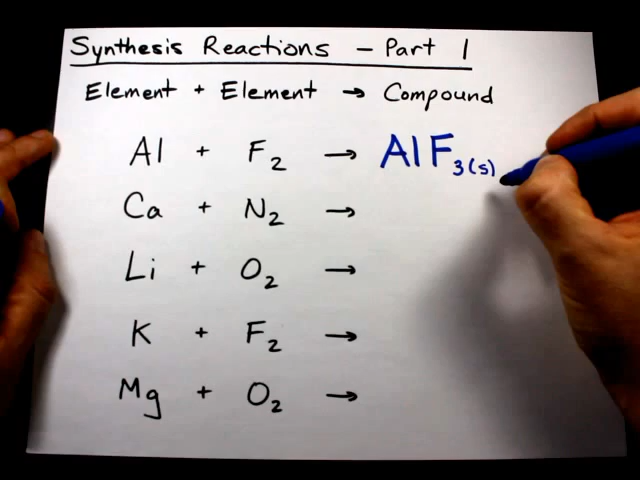 Synthesis Reactions – Part 1
Element + Element → Compound
Al + F₂ → AlF₃(s)
Ca + N₂ →
Li + O₂ →
K + F₂ →
Mg + O₂ →